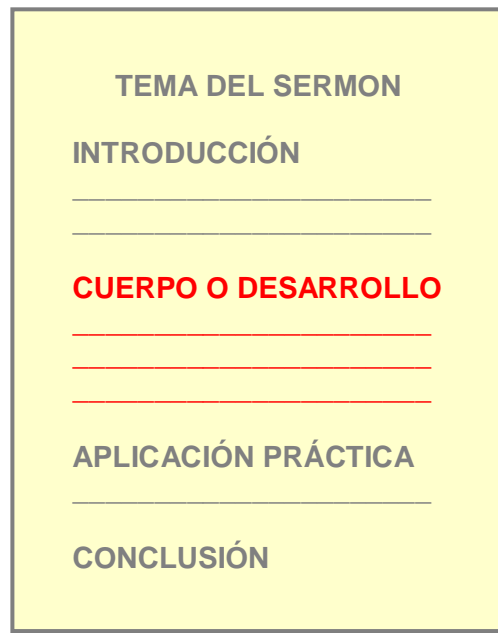 TEMA DEL SERMON
INTRODUCCIÓN
CUERPO O DESARROLLO
APLICACIÓN PRÁCTICA
CONCLUSIÓN